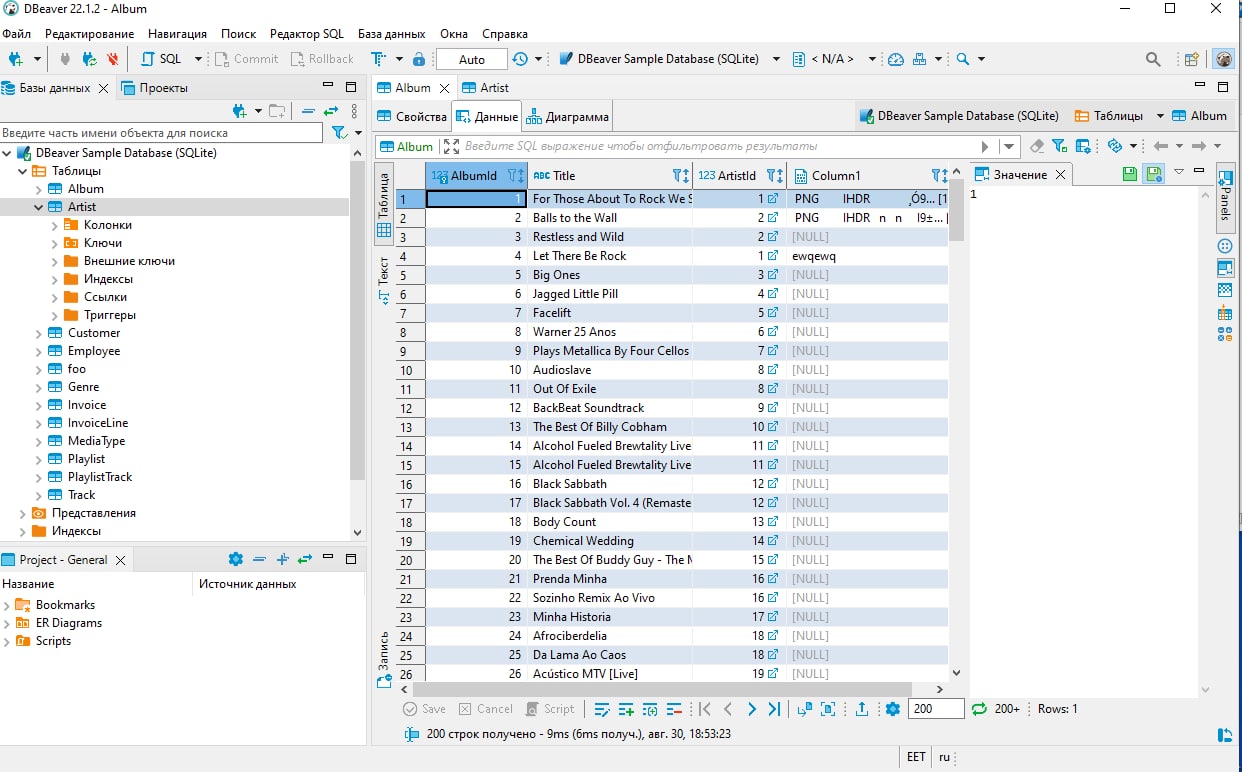 DBeaver 22.1.2 - Album
Файл Редактирование Навигация Поиск Редактор SQL База данных Окна Справка
SQL Commit Rollback Auto DBeaver Sample Database (SQLite) < N/A >
Базы данных Проекты
Введите часть имени объекта для поиска
DBeaver Sample Database (SQLite)
Таблицы
Album
Artist
Колонки
Ключи
Внешние ключи
Индексы
Ссылки
Триггеры
Customer
Employee
foo
Genre
Invoice
InvoiceLine
MediaType
Playlist
PlaylistTrack
Track
Представления
Индексы
Project - General
Название Источник данных
Bookmarks
ER Diagrams
Scripts
Album Artist
Свойства Данные Диаграмма DBeaver Sample Database (SQLite) Таблицы Album
Album Введите SQL выражение чтобы отфильтровать результаты
Таблица
Текст
Запись
123 AlbumId ABC Title 123 ArtistId Column1
1 1 For Those About To Rock We S 1 PNG IHDR ,Ó9... [1
2 2 Balls to the Wall 2 PNG IHDR n n I9±... [
3 3 Restless and Wild 2 [NULL]
4 4 Let There Be Rock 1 ewqewq
5 5 Big Ones 3 [NULL]
6 6 Jagged Little Pill 4 [NULL]
7 7 Facelift 5 [NULL]
8 8 Warner 25 Anos 6 [NULL]
9 9 Plays Metallica By Four Cellos 7 [NULL]
10 10 Audioslave 8 [NULL]
11 11 Out Of Exile 8 [NULL]
12 12 BackBeat Soundtrack 9 [NULL]
13 13 The Best Of Billy Cobham 10 [NULL]
14 14 Alcohol Fueled Brewtality Live 11 [NULL]
15 15 Alcohol Fueled Brewtality Live 11 [NULL]
16 16 Black Sabbath 12 [NULL]
17 17 Black Sabbath Vol. 4 (Remaste 12 [NULL]
18 18 Body Count 13 [NULL]
19 19 Chemical Wedding 14 [NULL]
20 20 The Best Of Buddy Guy - The M 15 [NULL]
21 21 Prenda Minha 16 [NULL]
22 22 Sozinho Remix Ao Vivo 16 [NULL]
23 23 Minha Historia 17 [NULL]
24 24 Afrociberdelia 18 [NULL]
25 25 Da Lama Ao Caos 18 [NULL]
26 26 Acústico MTV [Live] 19 [NULL]
Значение
1
Panels
Save Cancel Script 200 200+ Rows: 1
200 строк получено - 9ms (6ms получ.), авг. 30, 18:53:23
EET ru